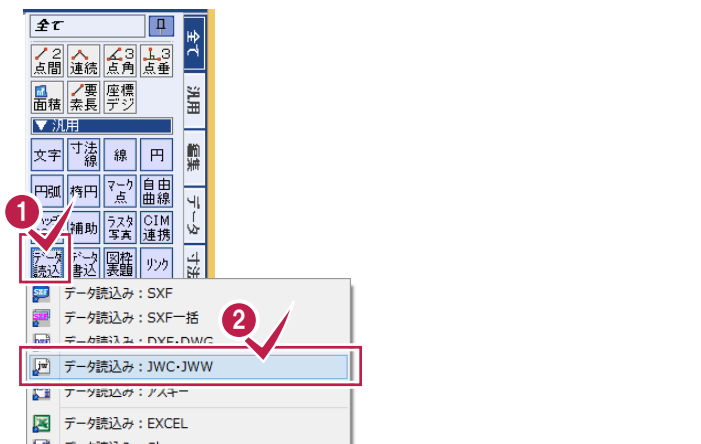 全て
2点間 連続 3点角 3点垂
面積 要素長 座標デジ
▼ 汎用
文字 寸法線 線 円
円弧 楕円 マーク点 自由曲線
補助 ラスタ写真 CIM連携
データ読込 データ書込 図枠表題 リンク
全て
汎用
編集
データ
寸法
1
データ読込み：SXF
データ読込み：SXF一括
2
データ読込み：DXF・DWG
データ読込み：JWC・JWW
データ読込み：アスキー
データ読込み：EXCEL